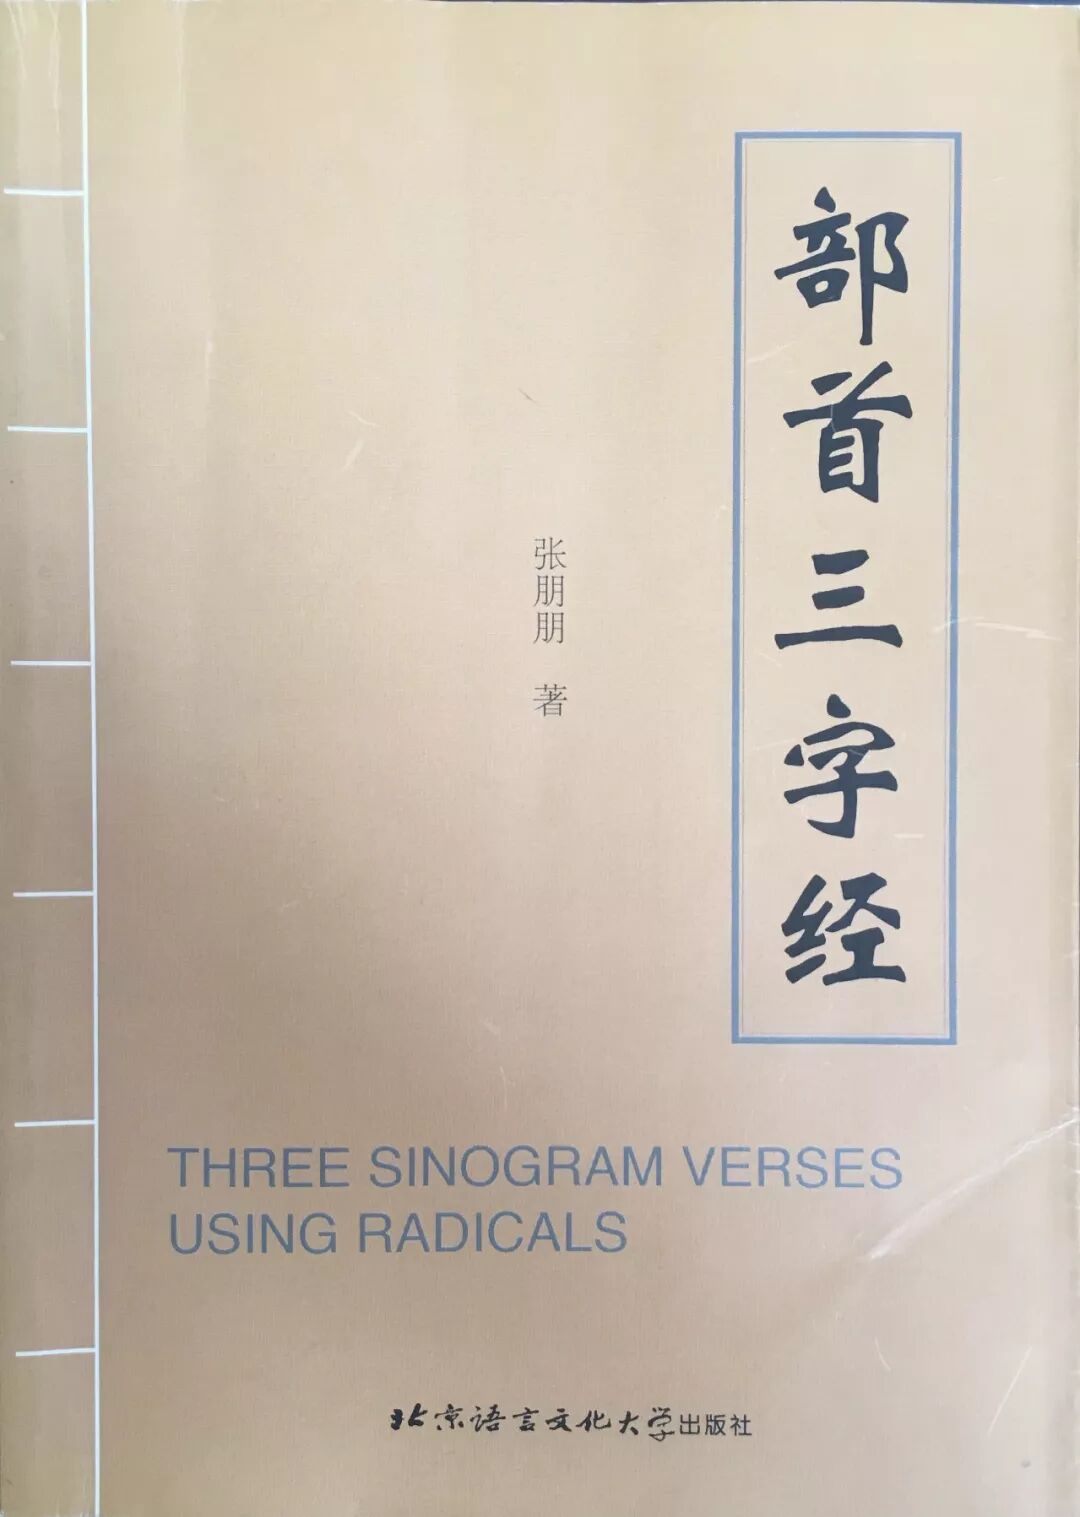 部首三字经
张朋朋 著
THREE SINOGRAM VERSES
USING RADICALS
北京语言文化大学出版社